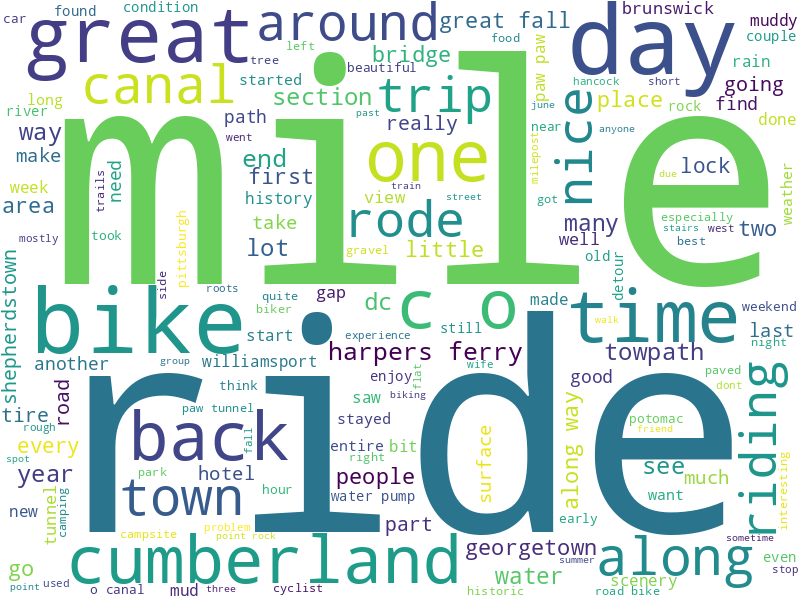 car
found
condition
great
around
great fall
brunswick
muddy
couple
day
tree
left
food
beautiful
bridge
canal
started
section
trip
paw paw
hancock
short
rain
going
long
river
path
went
past
really
june
place
rock
find
done
way
mile
make
end
one
near
anyone
nice
lock
week
need
first
history
view
milepost
due
weather
area
trails
train
got
take
street
rode
many
especially
stairs
west
two
mostly
took
pittsburgh
lot
gravel
little
well
best
old
shepherdstown
side
roots
quite
gap
dc
c o
made
detour
time
weekend
bike
biker
start
experience
still
walk
last
night
another
group
williamsport
harpers ferry
towpath
road
think
enjoy
flat
wife
good
paved
dont
tire
rough
ride
paw tunnel
saw
biking
riding
back
fall
stayed
along way
potomac
friend
every
spot
entire
bit
right
surface
see
much
year
park
hotel
people
want
interesting
new
tunnel
camping
town
hour
water pump
early
campsite
problem
point rock
part
cumberland
georgetown
along
sometime
go
water
summer
scenery
even
stop
point
used
o canal
mud
three
cyclist
historic
road bike